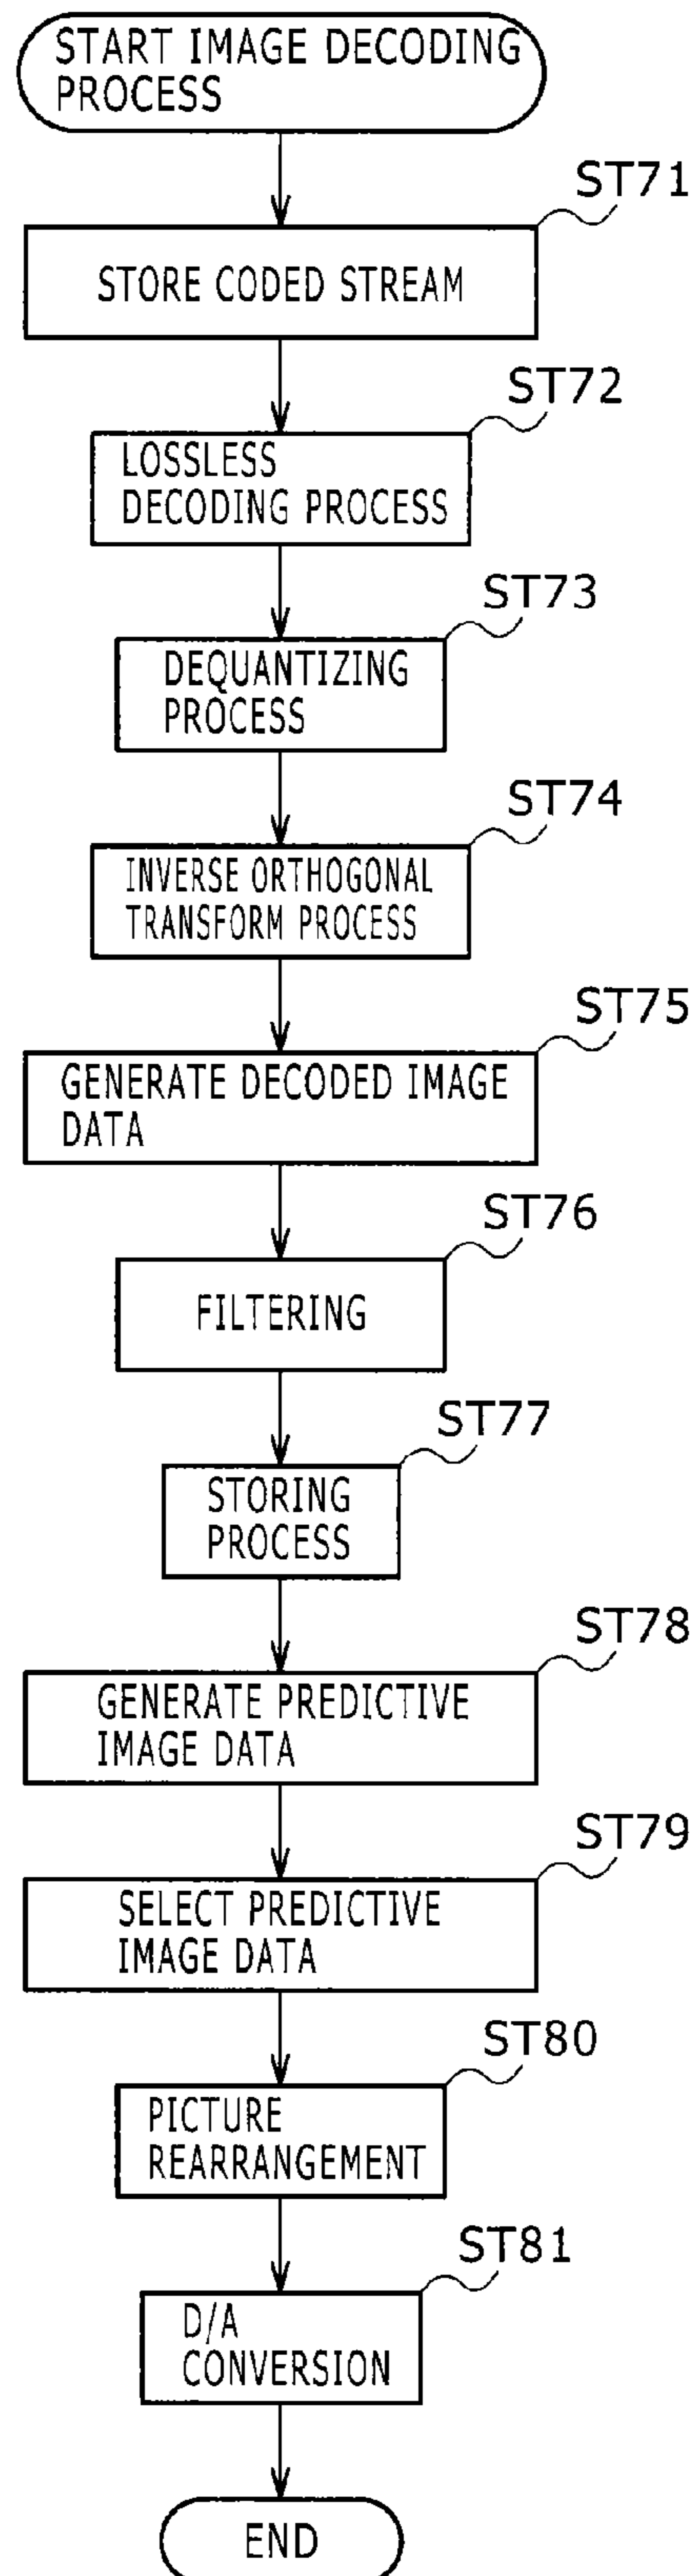 START IMAGE DECODING
PROCESS
ST71
STORE CODED STREAM
ST72
LOSSLESS
DECODING PROCESS
ST73
DEQUANTIZING
PROCESS
ST74
INVERSE ORTHOGONAL
TRANSFORM PROCESS
ST75
GENERATE DECODED IMAGE
DATA
ST76
FILTERING
ST77
STORING
PROCESS
ST78
GENERATE PREDICTIVE
IMAGE DATA
ST79
SELECT PREDICTIVE
IMAGE DATA
ST80
PICTURE
REARRANGEMENT
ST81
D/A
CONVERSION
END